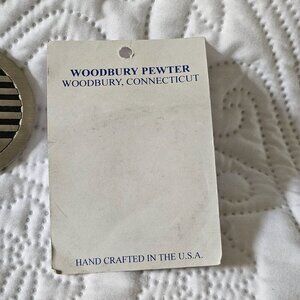 WOODBURY PEWTER
WOODBURY, CONNECTICUT
HAND CRAFTED IN THE U.S.A.